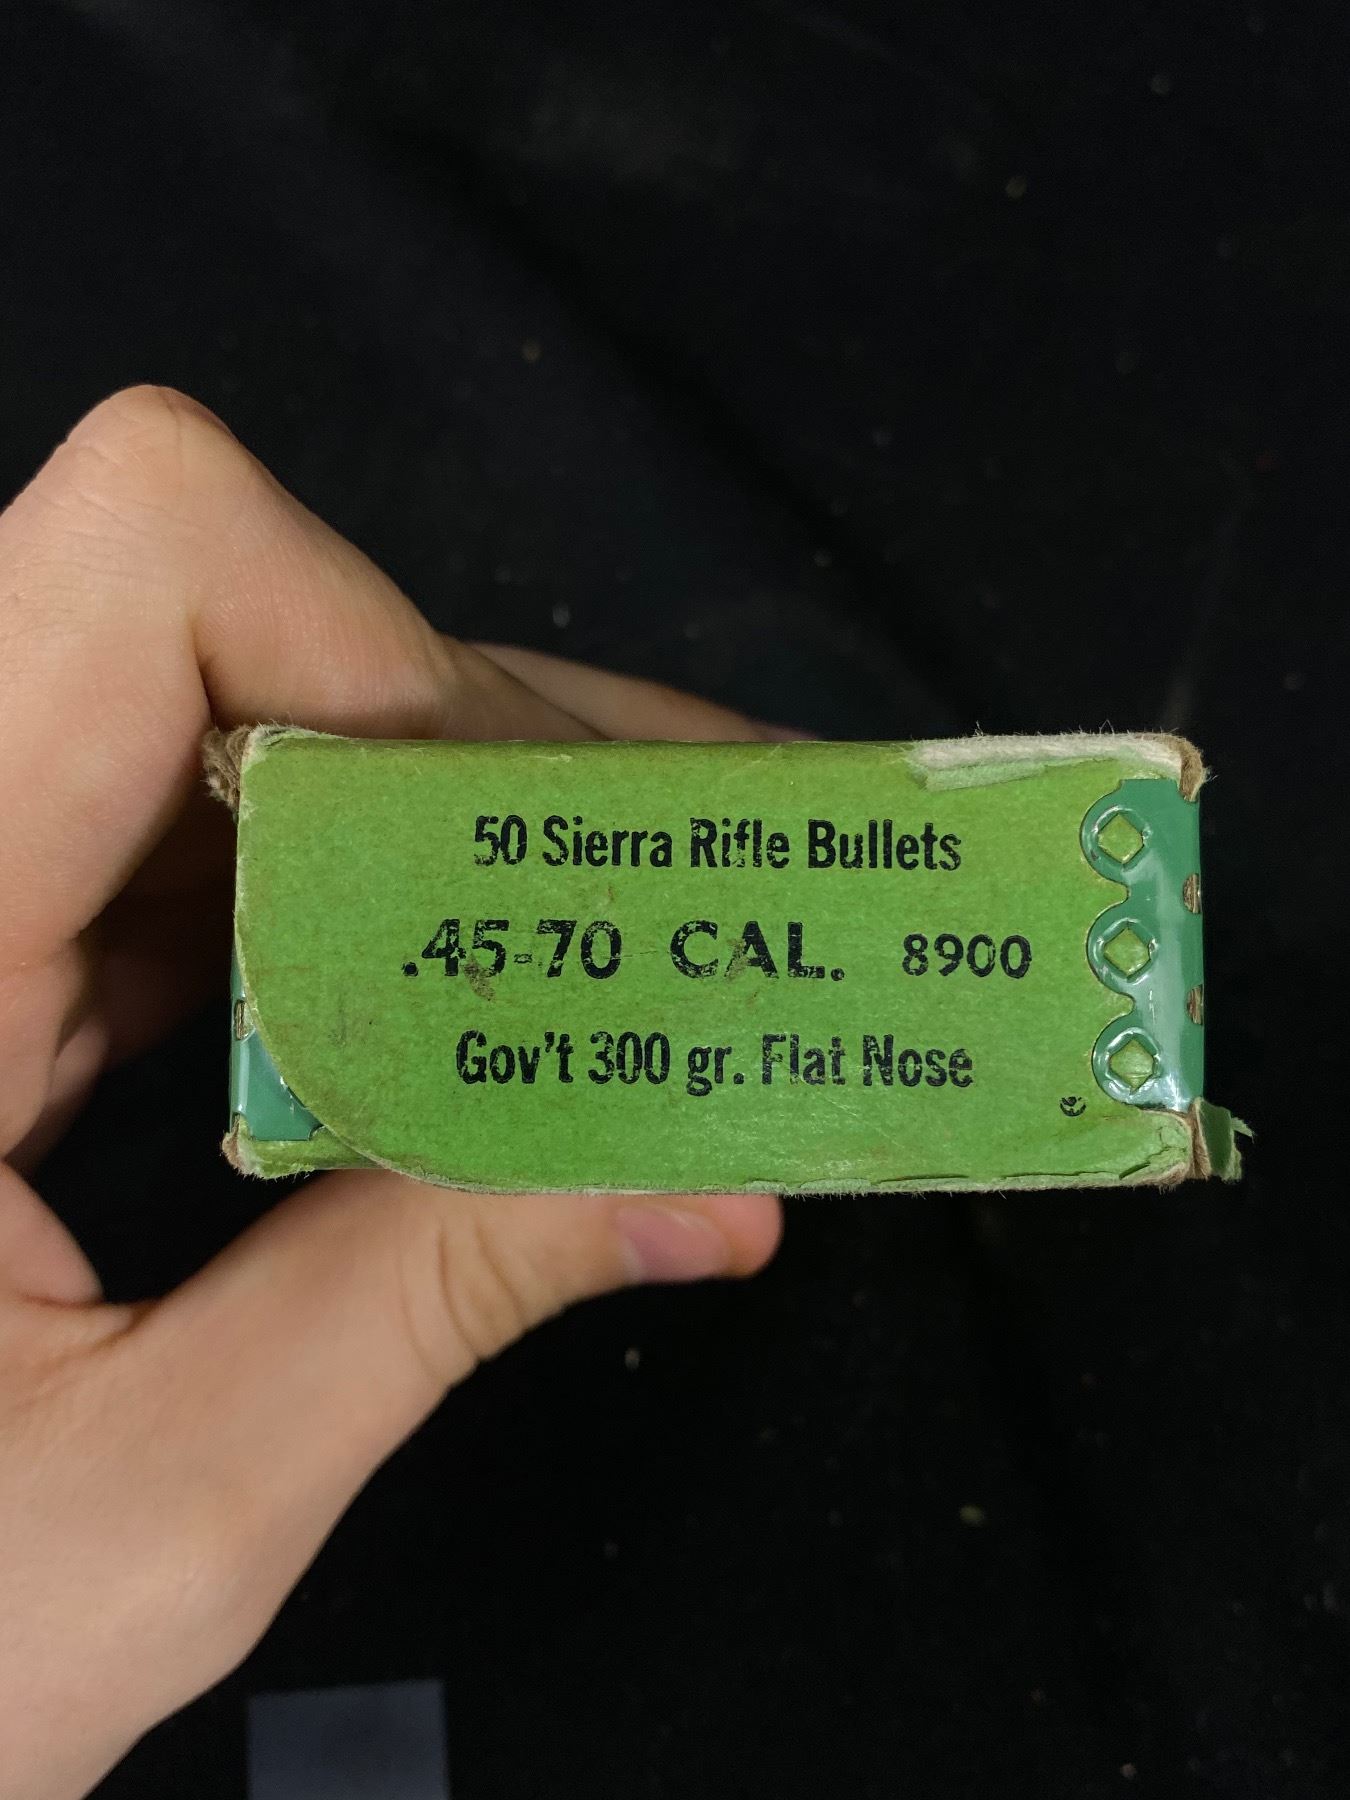 50 Sierra Rifle Bullets
.45-70 CAL. 8900
Gov't 300 gr. Flat Nose